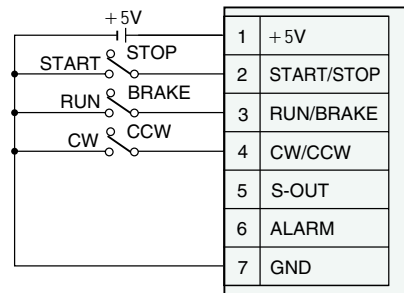 +5V
1 +5V
STOP
START
2 START/STOP
BRAKE
RUN
3 RUN/BRAKE
CCW
CW
4 CW/CCW
5 S-OUT
6 ALARM
7 GND